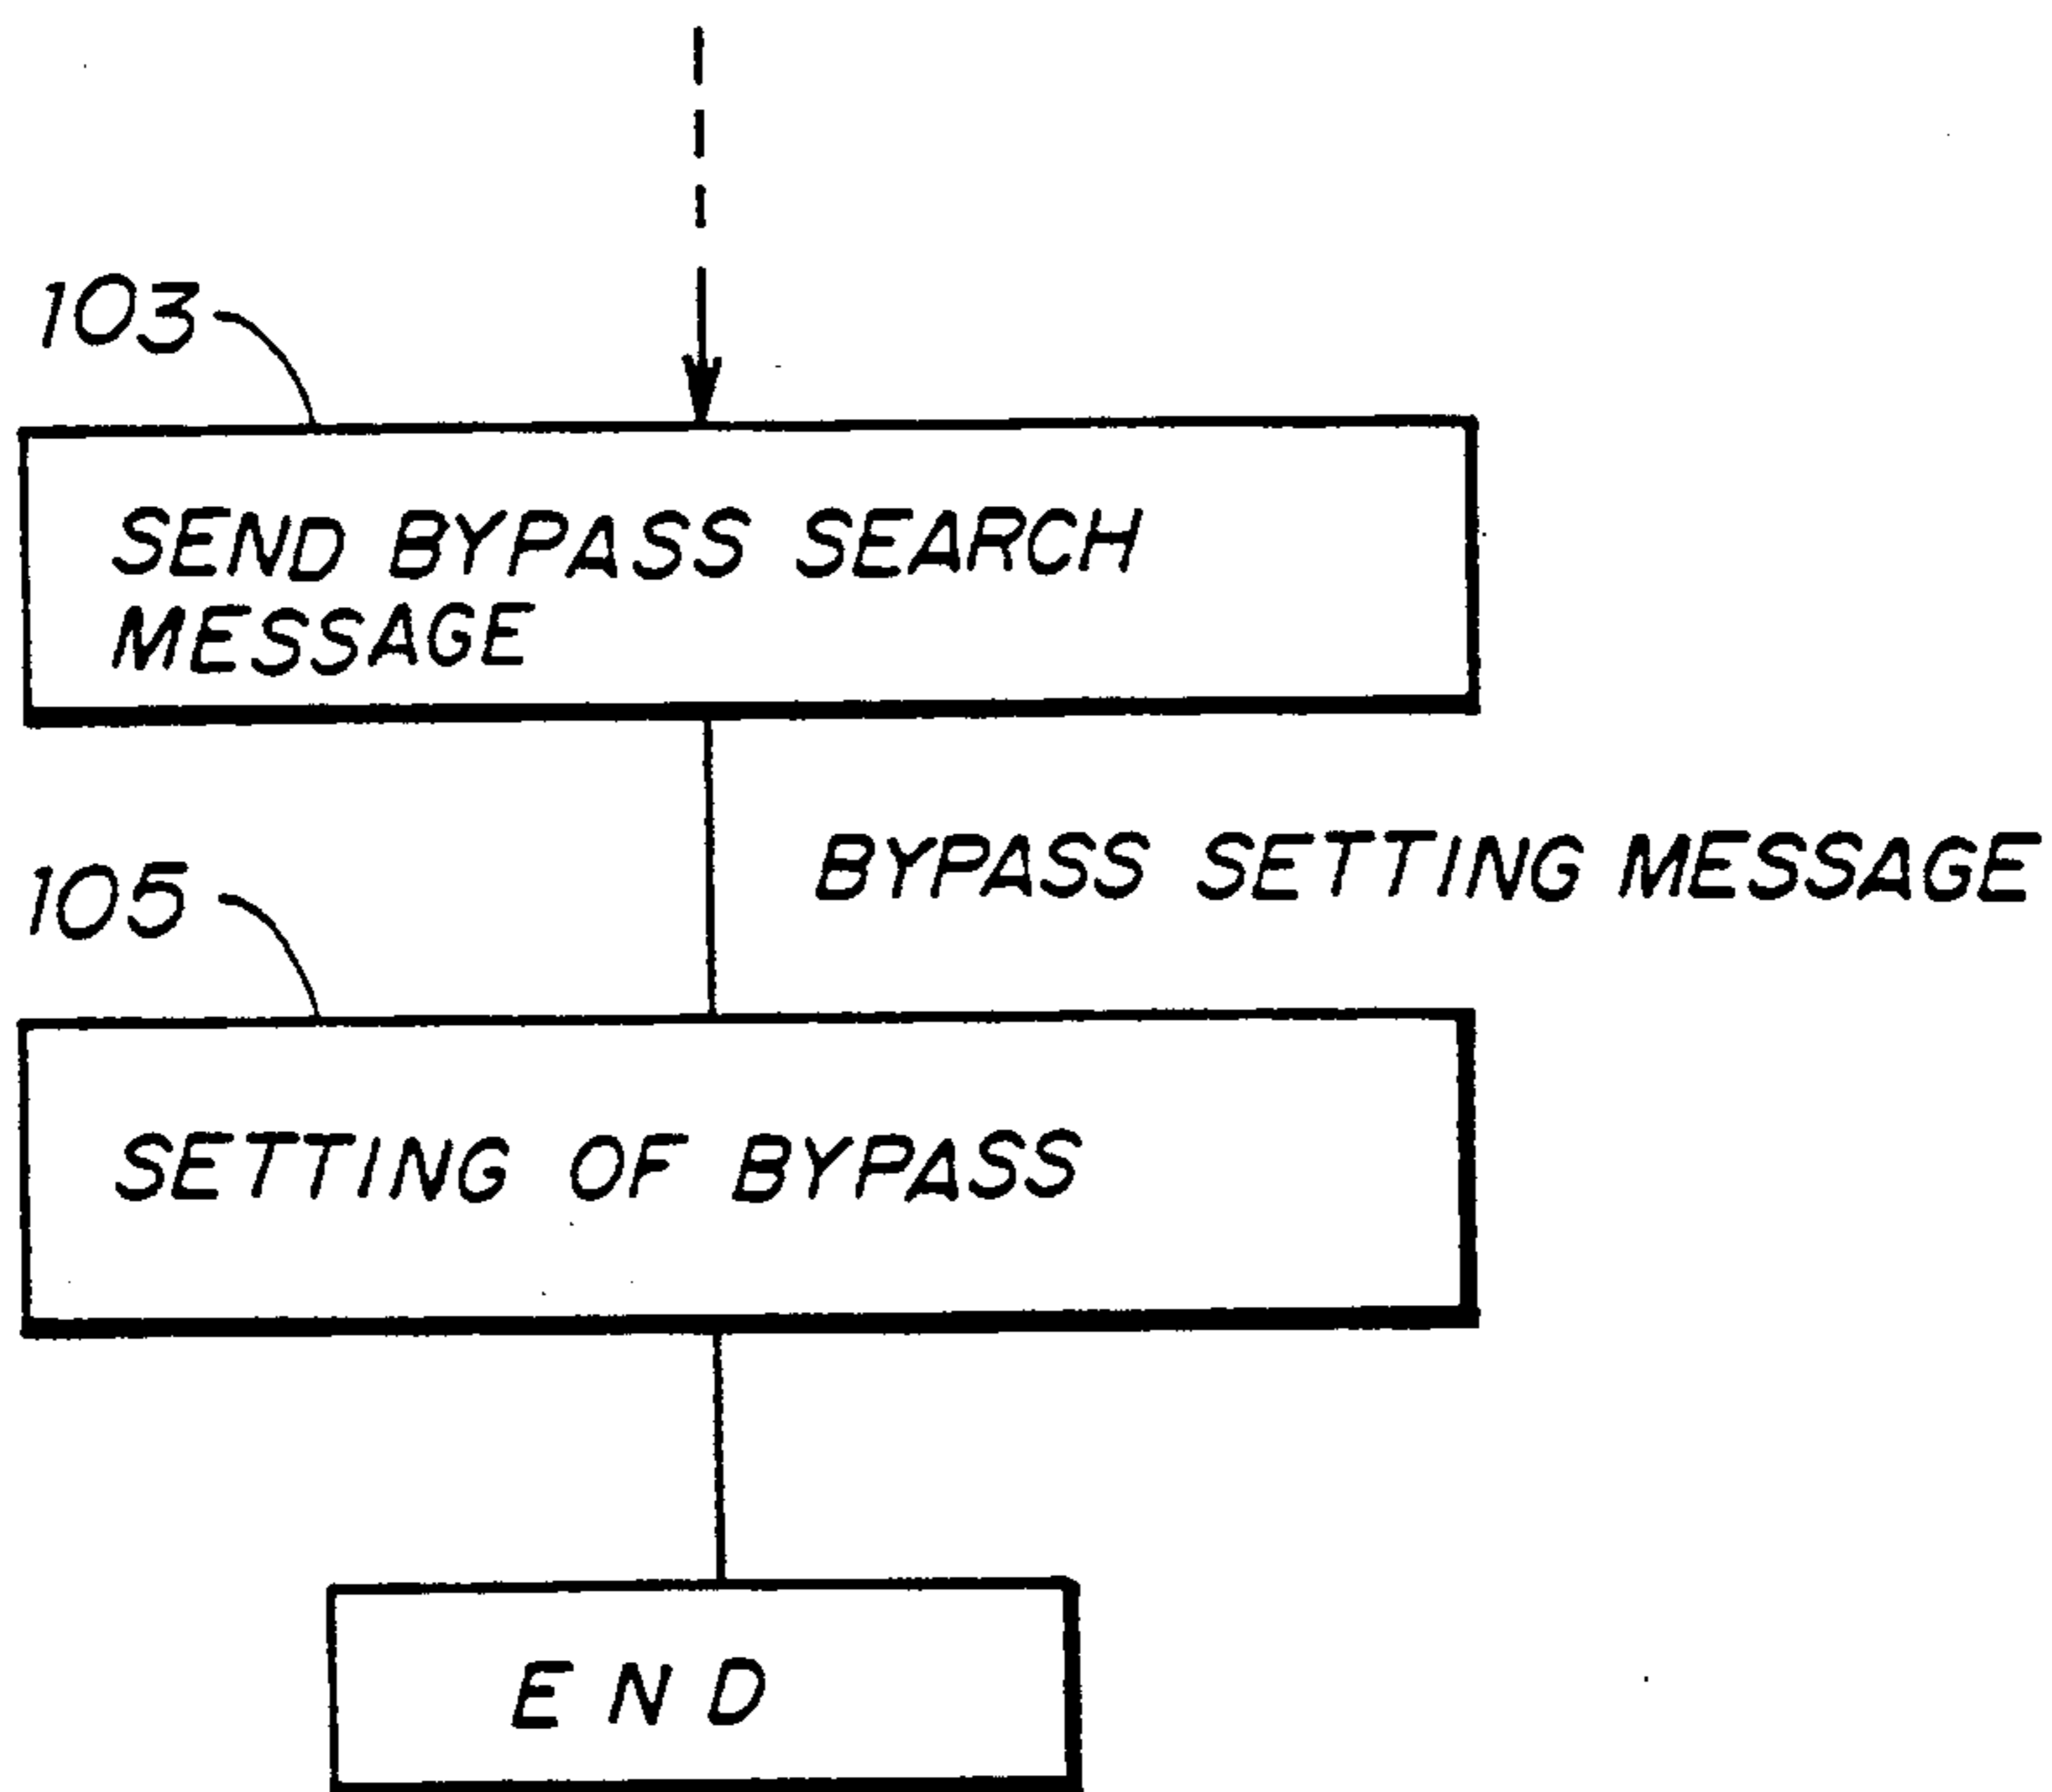 103
SEND BYPASS SEARCH
MESSAGE
BYPASS SETTING MESSAGE
105
SETTING OF BYPASS
END